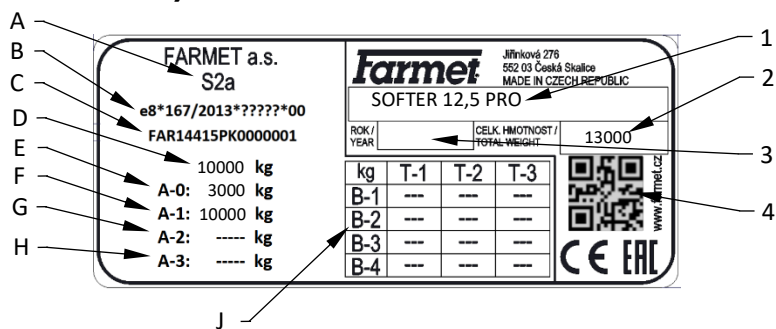 A
B
C
D
E
F
G
H
FARMET a.s.
S2a
e8*167/2013*?????*00
FAR14415PK0000001
10000 kg
A-0: 3000 kg
A-1: 10000 kg
A-2: ----- kg
A-3: ----- kg
Farmet
Jiřinková 276
552 03 Česká Skalice
MADE IN CZECH REPUBLIC
SOFTER 12,5 PRO
ROK / YEAR
CELK. HMOTNOST / TOTAL WEIGHT
13000
kg T-1 T-2 T-3
B-1 --- --- ---
B-2 --- --- ---
B-3 --- --- ---
B-4 --- --- ---
www.farmet.cz
CE EAC
1
2
3
4
J